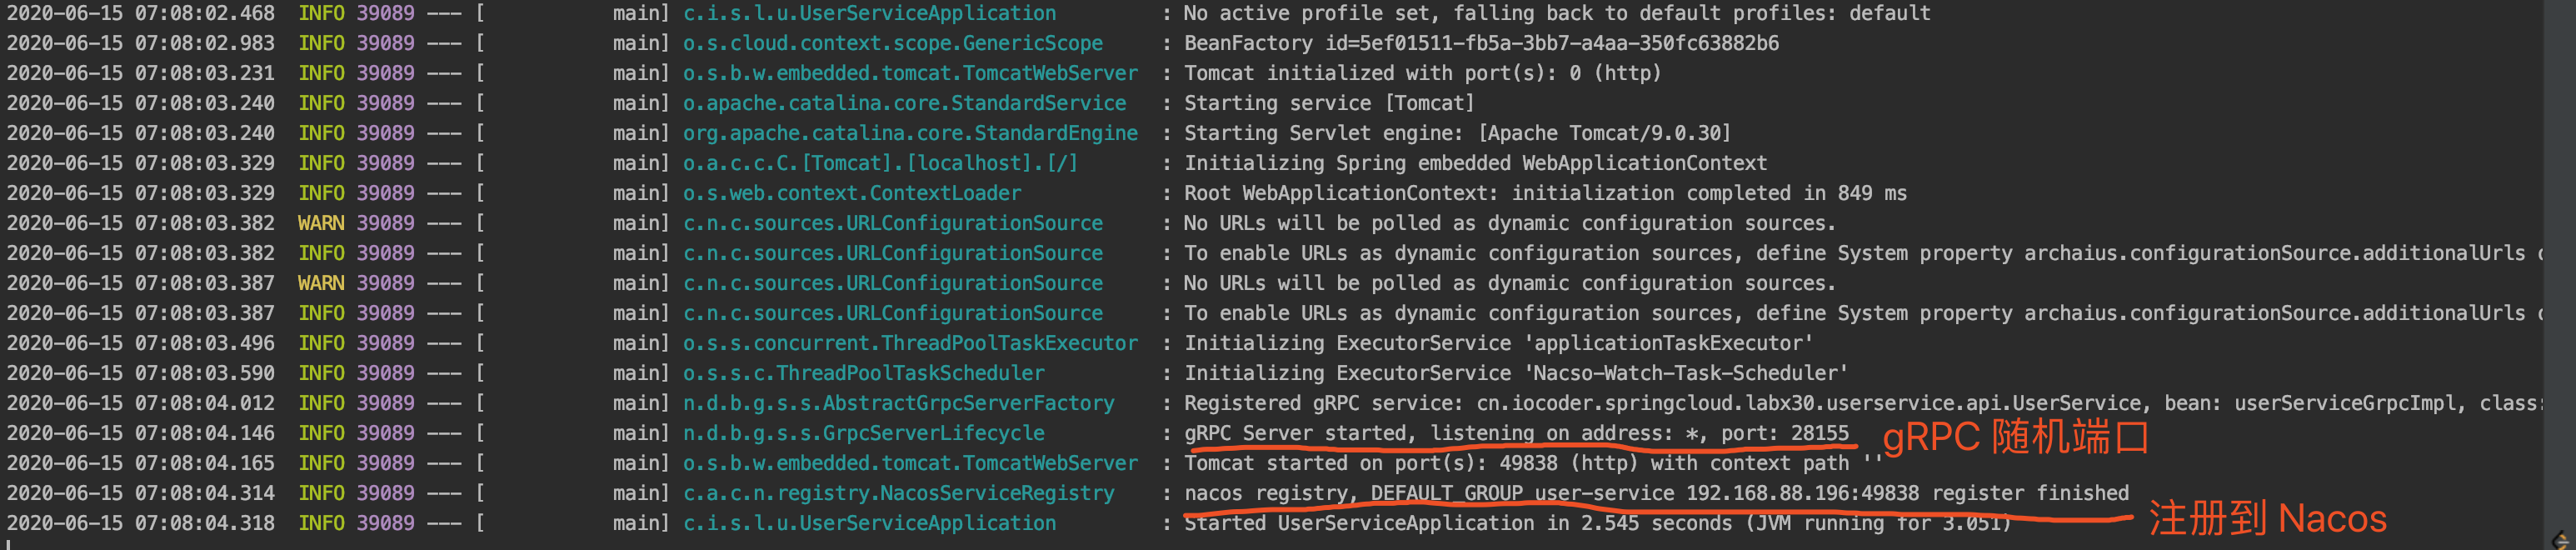 2020-06-15 07:08:02.468  INFO 39089 --- [           main] c.i.s.l.u.UserServiceApplication         : No active profile set, falling back to default profiles: default
2020-06-15 07:08:02.983  INFO 39089 --- [           main] o.s.cloud.context.scope.GenericScope     : BeanFactory id=5ef01511-fb5a-3bb7-a4aa-350fc63882b6
2020-06-15 07:08:03.231  INFO 39089 --- [           main] o.s.b.w.embedded.tomcat.TomcatWebServer  : Tomcat initialized with port(s): 0 (http)
2020-06-15 07:08:03.240  INFO 39089 --- [           main] o.apache.catalina.core.StandardService   : Starting service [Tomcat]
2020-06-15 07:08:03.240  INFO 39089 --- [           main] org.apache.catalina.core.StandardEngine  : Starting Servlet engine: [Apache Tomcat/9.0.30]
2020-06-15 07:08:03.329  INFO 39089 --- [           main] o.a.c.c.C.[Tomcat].[localhost].[/]       : Initializing Spring embedded WebApplicationContext
2020-06-15 07:08:03.329  INFO 39089 --- [           main] o.s.web.context.ContextLoader            : Root WebApplicationContext: initialization completed in 849 ms
2020-06-15 07:08:03.382  WARN 39089 --- [           main] c.n.c.sources.URLConfigurationSource     : No URLs will be polled as dynamic configuration sources.
2020-06-15 07:08:03.382  INFO 39089 --- [           main] c.n.c.sources.URLConfigurationSource     : To enable URLs as dynamic configuration sources, define System property archaius.configurationSource.additionalUrls
2020-06-15 07:08:03.387  WARN 39089 --- [           main] c.n.c.sources.URLConfigurationSource     : No URLs will be polled as dynamic configuration sources.
2020-06-15 07:08:03.387  INFO 39089 --- [           main] c.n.c.sources.URLConfigurationSource     : To enable URLs as dynamic configuration sources, define System property archaius.configurationSource.additionalUrls
2020-06-15 07:08:03.496  INFO 39089 --- [           main] o.s.s.concurrent.ThreadPoolTaskExecutor  : Initializing ExecutorService 'applicationTaskExecutor'
2020-06-15 07:08:03.590  INFO 39089 --- [           main] o.s.s.c.ThreadPoolTaskScheduler          : Initializing ExecutorService 'Nacso-Watch-Task-Scheduler'
2020-06-15 07:08:04.012  INFO 39089 --- [           main] n.d.b.g.s.s.AbstractGrpcServerFactory    : Registered gRPC service: cn.iocoder.springcloud.labx30.userservice.api.UserService, bean: userServiceGrpcImpl, class:
2020-06-15 07:08:04.146  INFO 39089 --- [           main] n.d.b.g.s.s.GrpcServerLifecycle          : gRPC Server started, listening on address: *, port: 28155 gRPC 随机端口
2020-06-15 07:08:04.165  INFO 39089 --- [           main] o.s.b.w.embedded.tomcat.TomcatWebServer  : Tomcat started on port(s): 49838 (http) with context path ''
2020-06-15 07:08:04.314  INFO 39089 --- [           main] c.a.c.n.registry.NacosServiceRegistry    : nacos registry, DEFAULT_GROUP user-service 192.168.88.196:49838 register finished
2020-06-15 07:08:04.318  INFO 39089 --- [           main] c.i.s.l.u.UserServiceApplication         : Started UserServiceApplication in 2.545 seconds (JVM running for 3.051) 注册到 Nacos